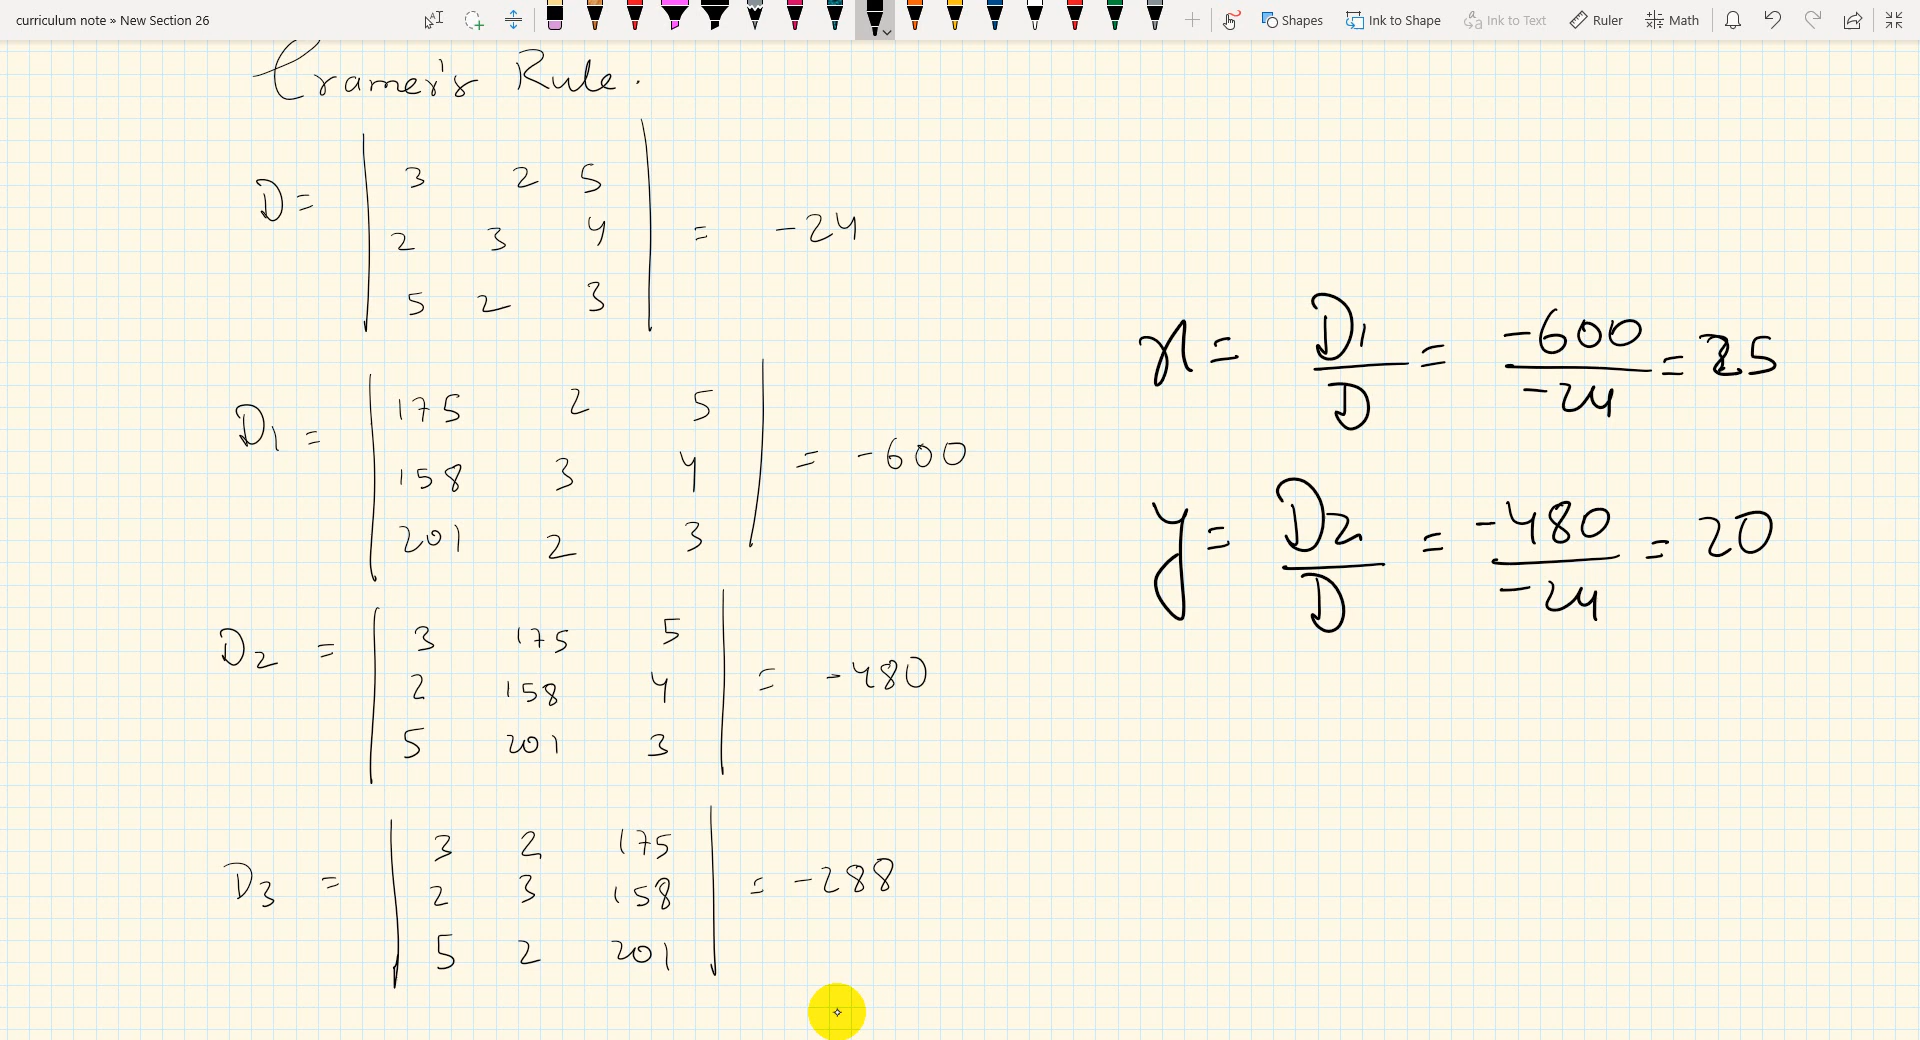 curriculum note » New Section 26
Shapes Ink to Shape Ink to Text Ruler Math
Cramer's Rule.
D = | 3 2 5 |
| 2 3 4 | = -24
| 5 2 3 |
D1 = | 175 2 5 |
| 158 3 4 | = -600
| 201 2 3 |
D2 = | 3 175 5 |
| 2 158 4 | = -480
| 5 201 3 |
D3 = | 3 2 175 |
| 2 3 158 | = -288
| 5 2 201 |
x = D1/D = -600/-24 = 25
y = D2/D = -480/-24 = 20